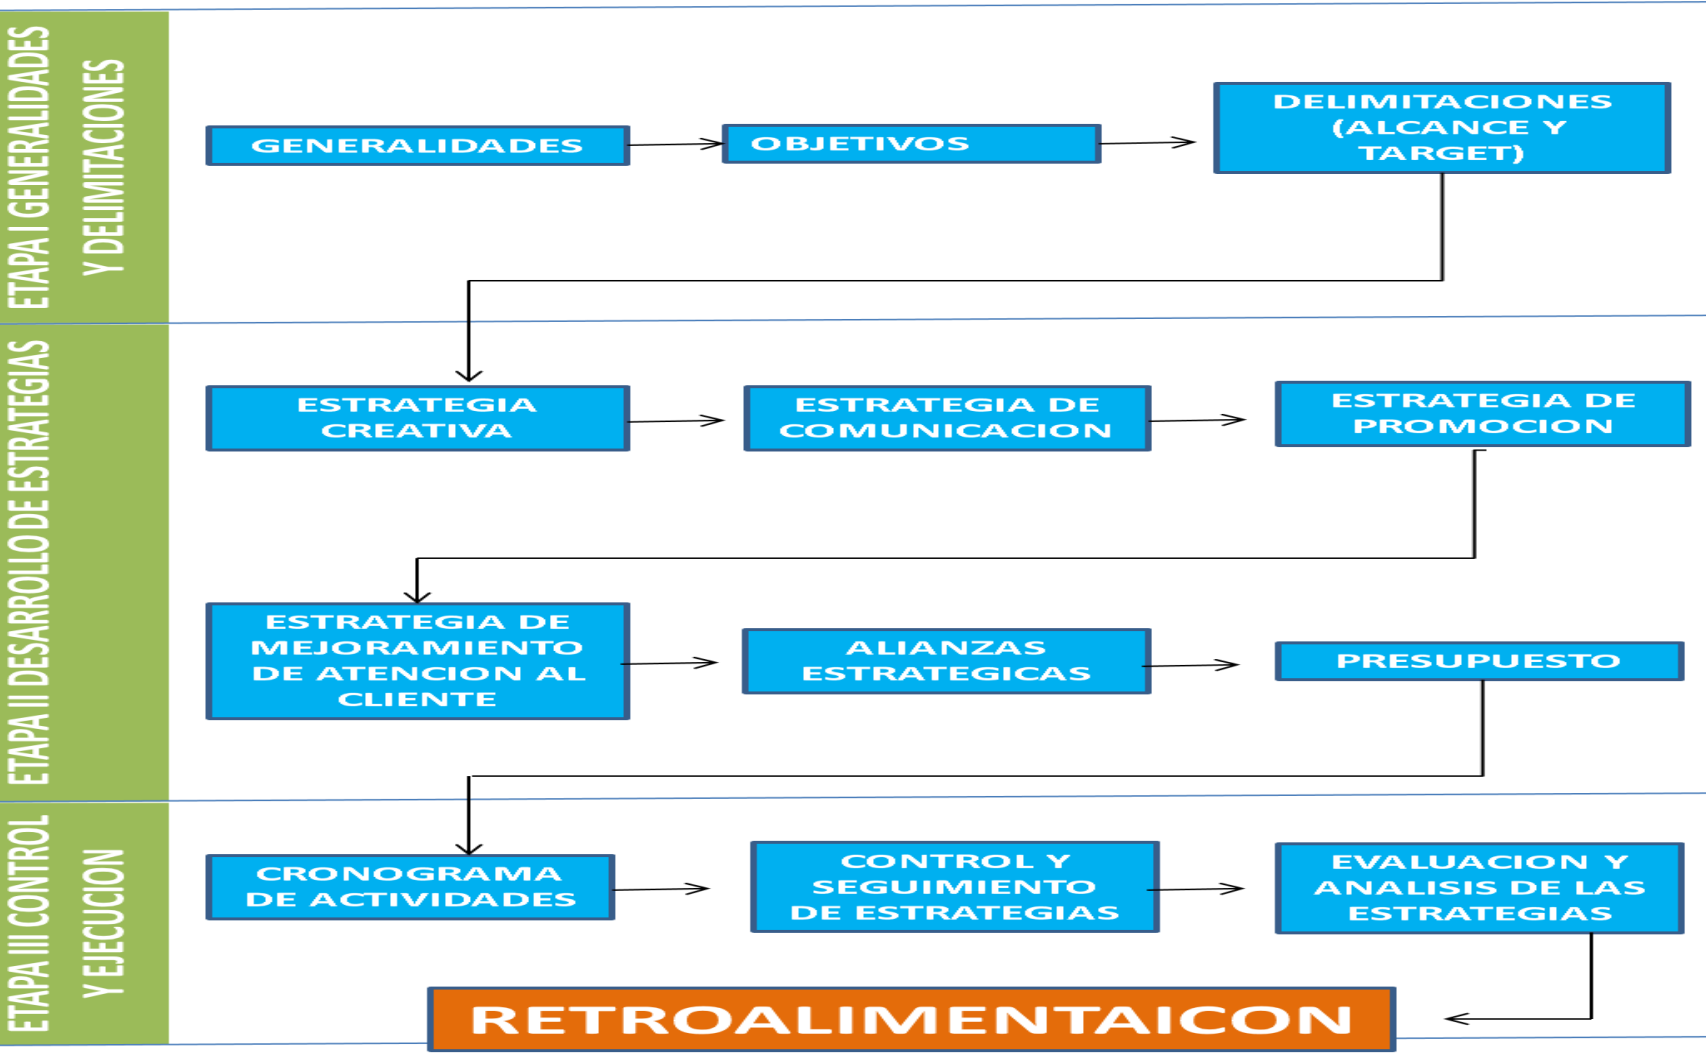 ETAPA I GENERALIDADES
Y DELIMITACIONES
GENERALIDADES
OBJETIVOS
DELIMITACIONES
(ALCANCE Y
TARGET)
ETAPA II DESARROLLO DE ESTRATEGIAS
ESTRATEGIA
CREATIVA
ESTRATEGIA DE
COMUNICACION
ESTRATEGIA DE
PROMOCION
ESTRATEGIA DE
MEJORAMIENTO
DE ATENCION AL
CLIENTE
ALIANZAS
ESTRATEGICAS
PRESUPUESTO
ETAPA III CONTROL
Y EJECUCION
CRONOGRAMA
DE ACTIVIDADES
CONTROL Y
SEGUIMIENTO
DE ESTRATEGIAS
EVALUACION Y
ANALISIS DE LAS
ESTRATEGIAS
RETROALIMENTAICON